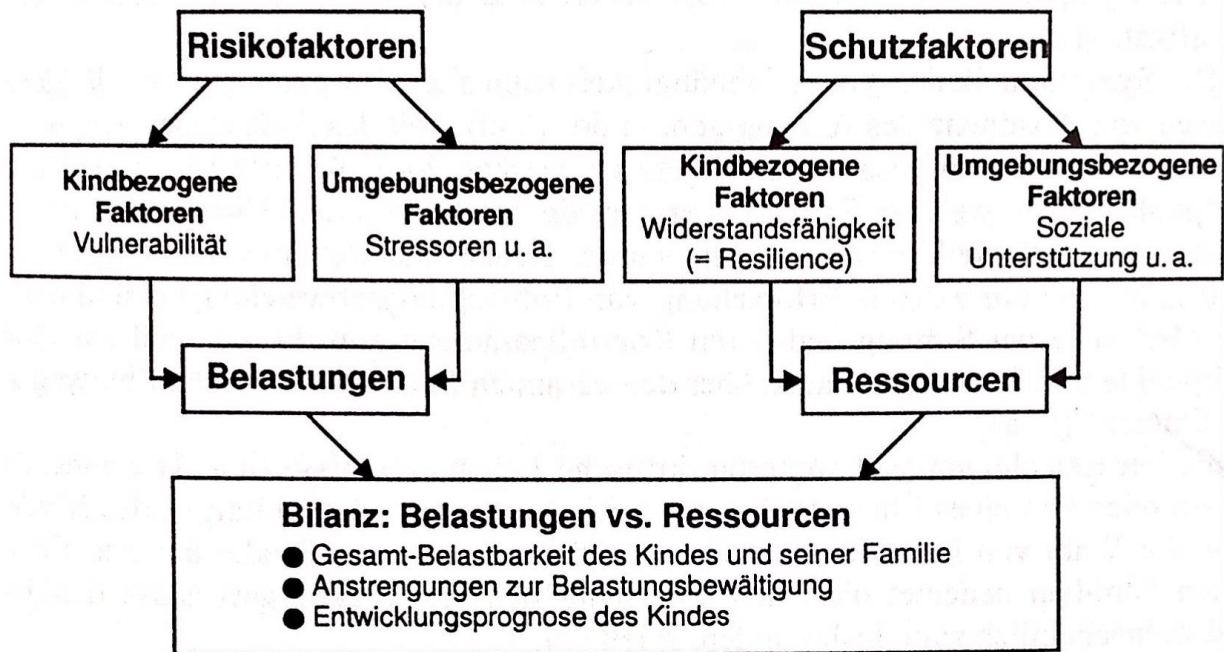 Risikofaktoren
Schutzfaktoren
Kindbezogene
Faktoren
Vulnerabilität
Umgebungsbezogene
Faktoren
Stressoren u. a.
Kindbezogene
Faktoren
Widerstandsfähigkeit
(= Resilience)
Umgebungsbezogene
Faktoren
Soziale
Unterstützung u. a.
Belastungen
Ressourcen
Bilanz: Belastungen vs. Ressourcen
● Gesamt-Belastbarkeit des Kindes und seiner Familie
● Anstrengungen zur Belastungsbewältigung
● Entwicklungsprognose des Kindes